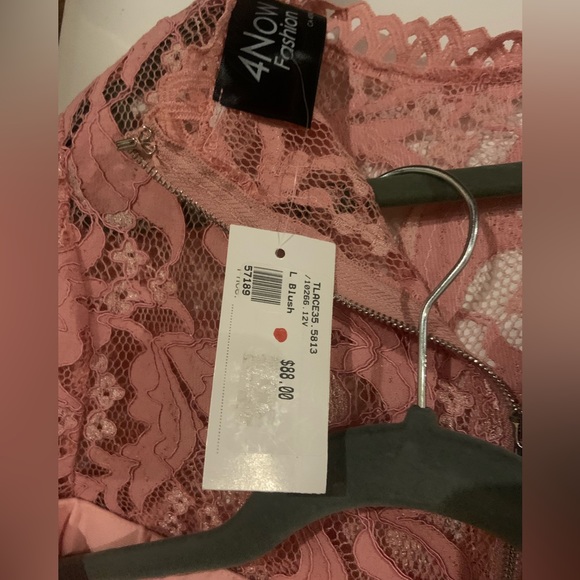 4Now
Fashion
TLACE35.5813
/10266.12V
L Blush
57189
$88.00